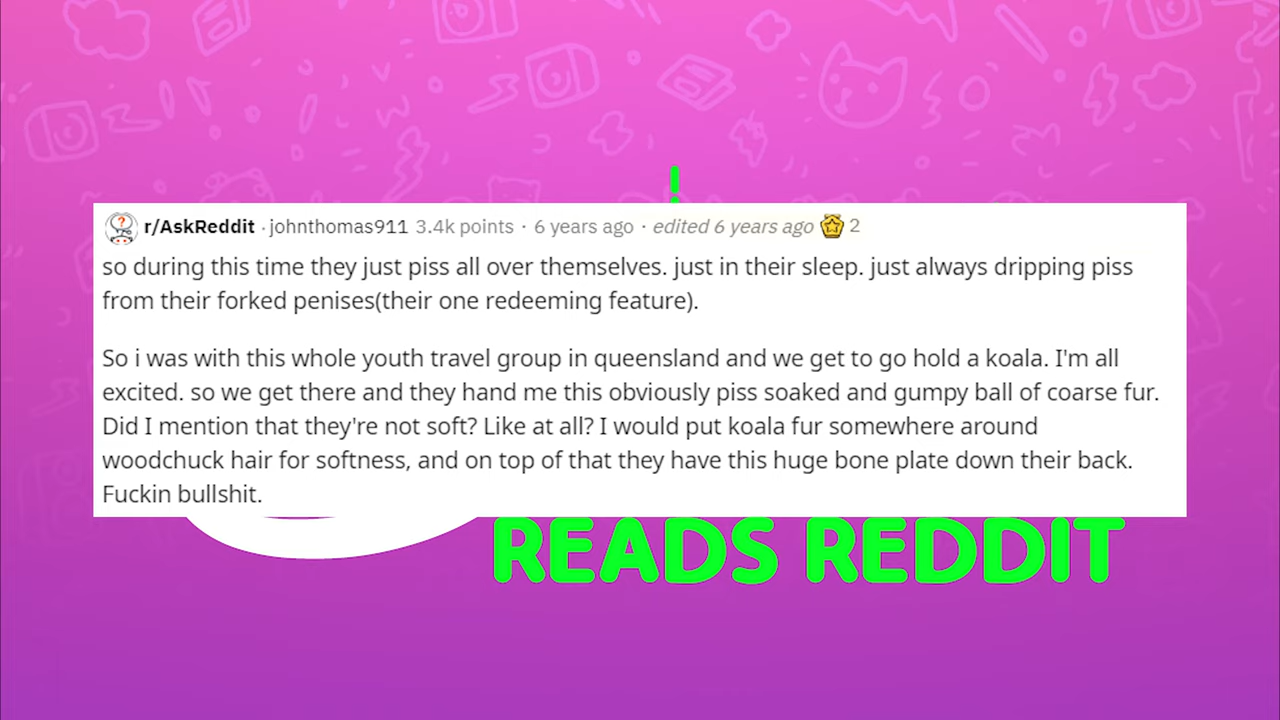 !
r/AskReddit · johnthomas911 3.4k points · 6 years ago · edited 6 years ago 2
so during this time they just piss all over themselves. just in their sleep. just always dripping piss
from their forked penises(their one redeeming feature).
So i was with this whole youth travel group in queensland and we get to go hold a koala. I'm all
excited. so we get there and they hand me this obviously piss soaked and gumpy ball of coarse fur.
Did I mention that they're not soft? Like at all? I would put koala fur somewhere around
woodchuck hair for softness, and on top of that they have this huge bone plate down their back.
Fuckin bullshit.
READS REDDIT